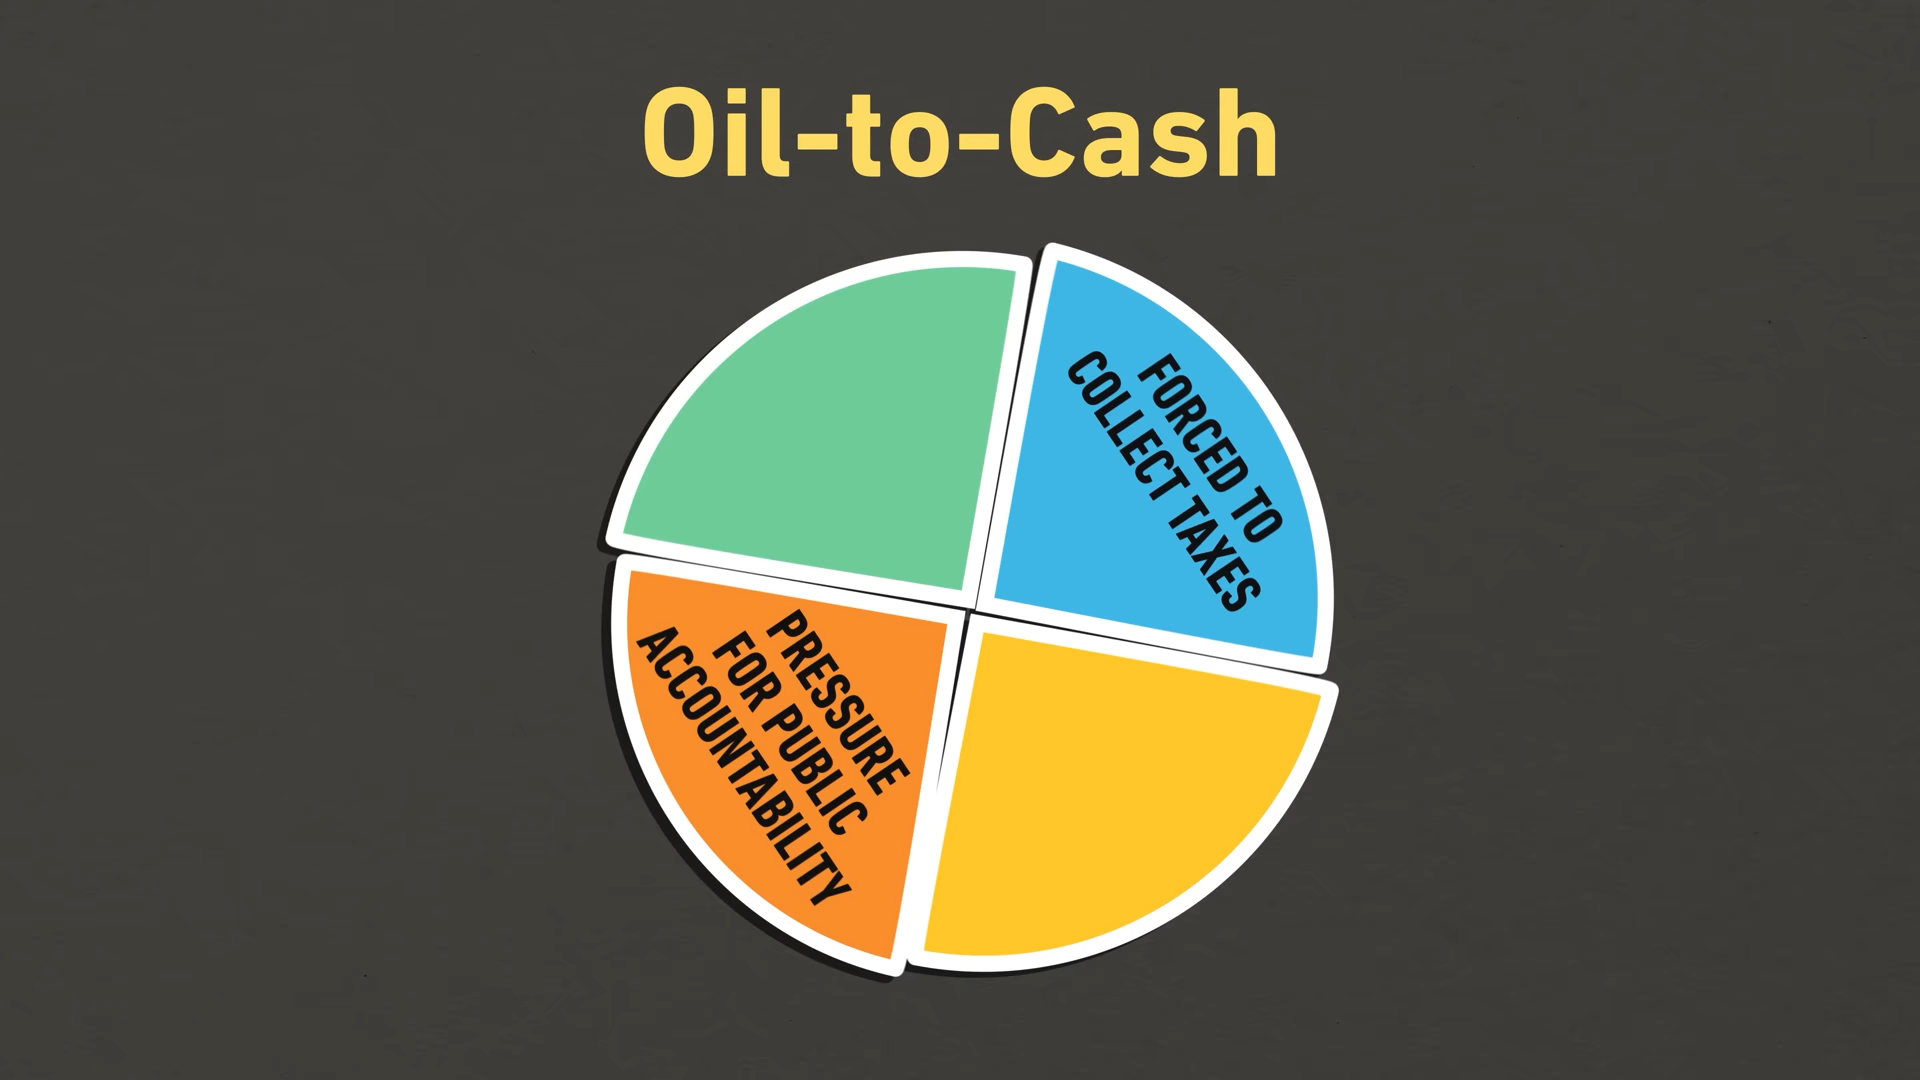 Oil-to-Cash
FORCED TO
COLLECT TAXES
PRESSURE
FOR PUBLIC
ACCOUNTABILITY